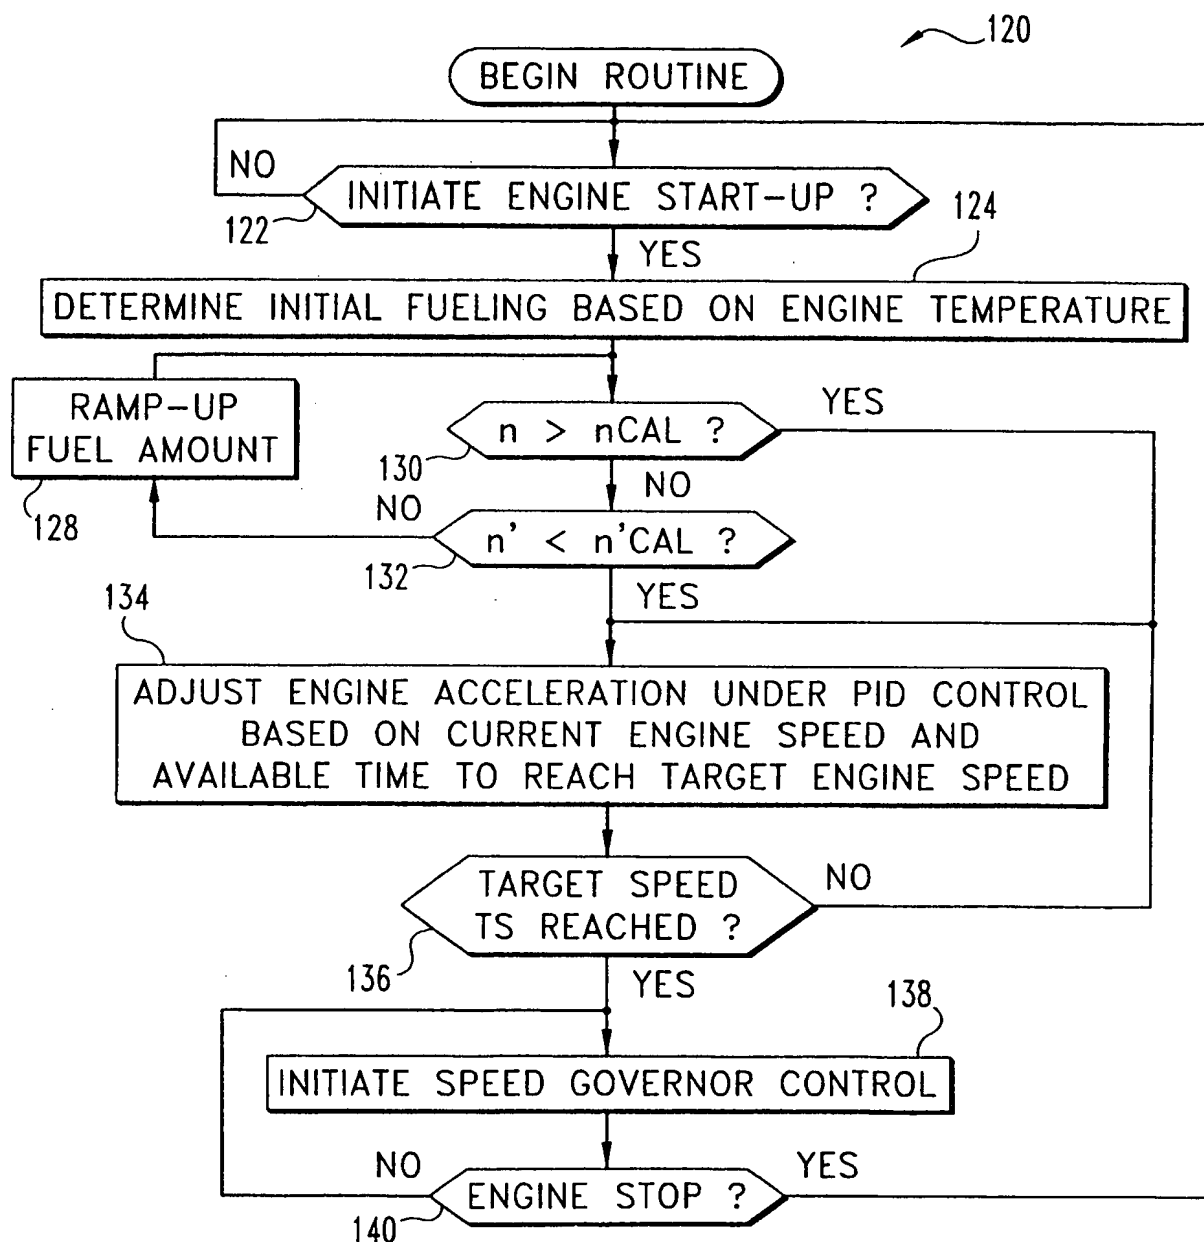 120
BEGIN ROUTINE
NO
INITIATE ENGINE START-UP ?
122
124
YES
DETERMINE INITIAL FUELING BASED ON ENGINE TEMPERATURE
RAMP-UP
FUEL AMOUNT
128
n > nCAL ?
YES
130
NO
NO
n' < n'CAL ?
132
YES
134
ADJUST ENGINE ACCELERATION UNDER PID CONTROL
BASED ON CURRENT ENGINE SPEED AND
AVAILABLE TIME TO REACH TARGET ENGINE SPEED
TARGET SPEED
TS REACHED ?
NO
136
YES
138
INITIATE SPEED GOVERNOR CONTROL
NO
ENGINE STOP ?
YES
140